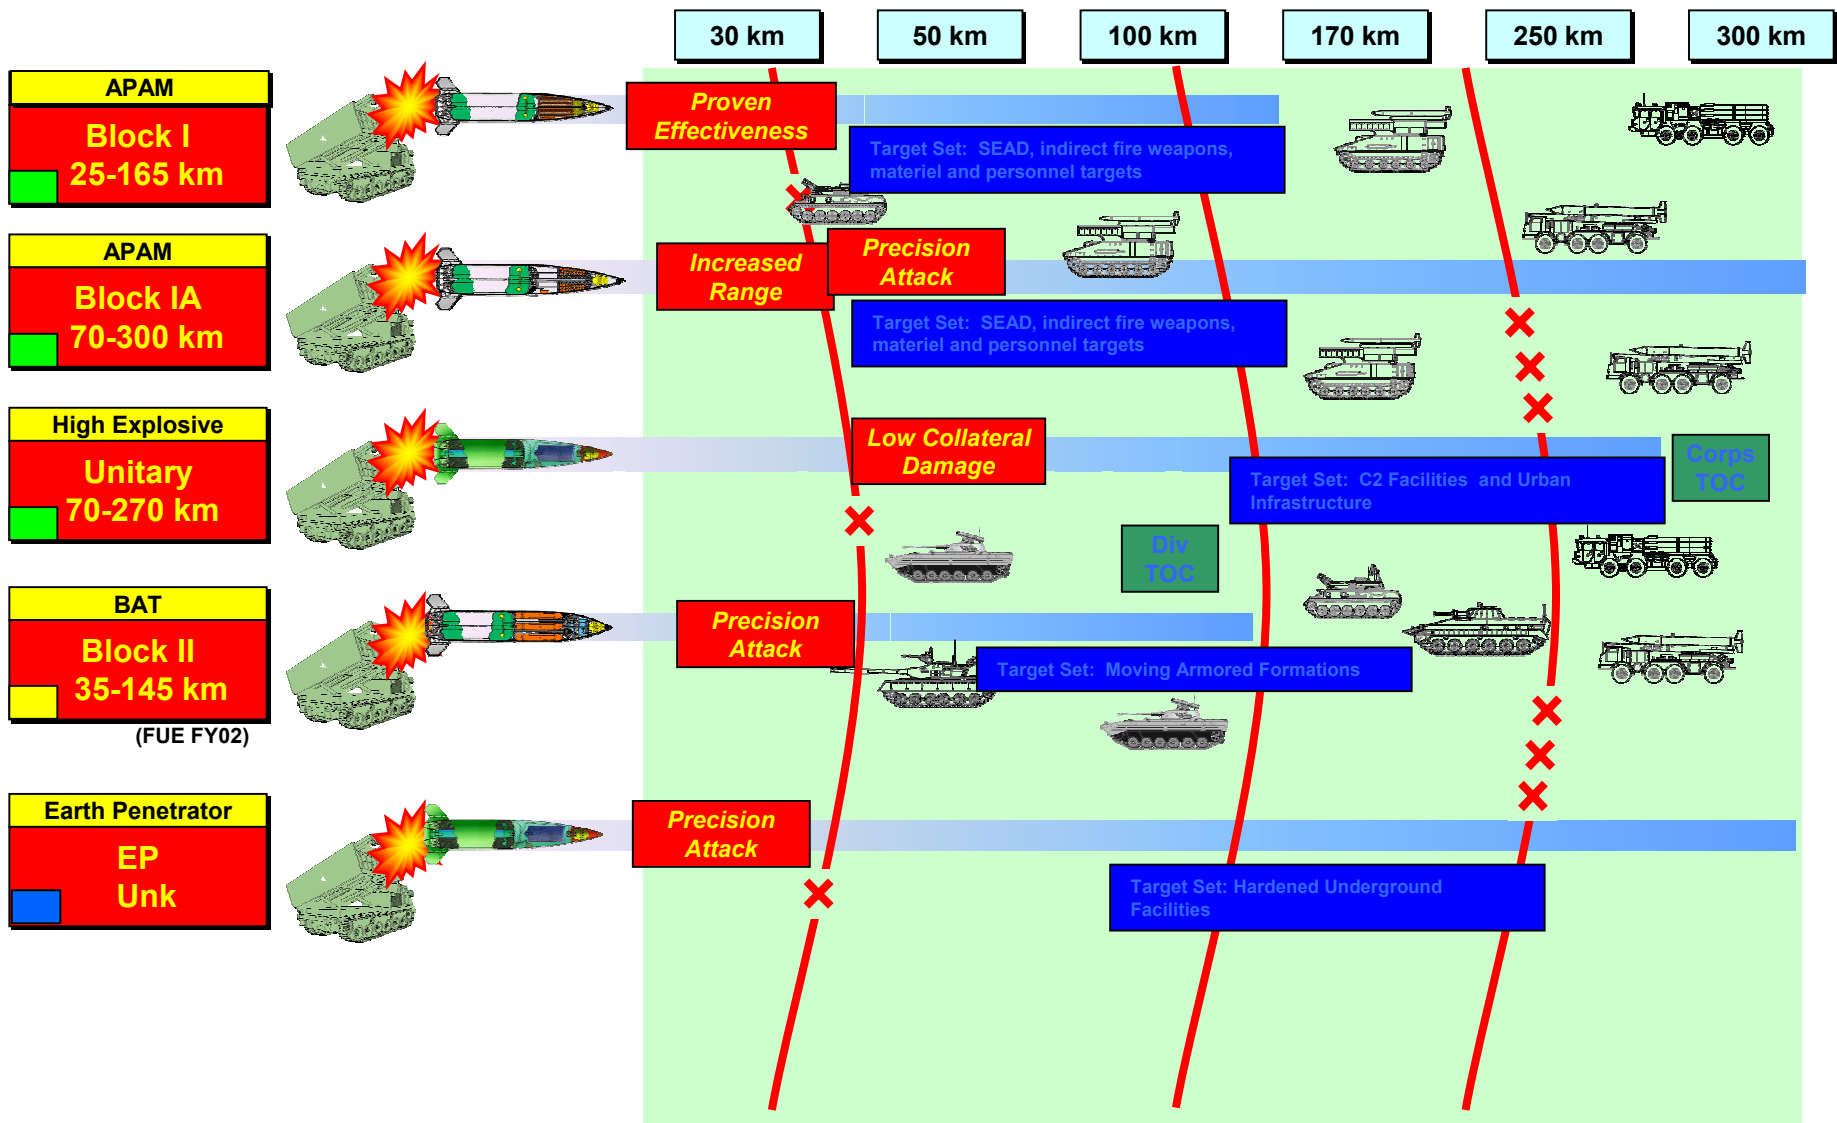 30 km
50 km
100 km
170 km
250 km
300 km
APAM
Block I
25-165 km
Proven
Effectiveness
Target Set:  SEAD, indirect fire weapons,
materiel and personnel targets
APAM
Block IA
70-300 km
Increased
Range
Precision
Attack
Target Set:  SEAD, indirect fire weapons,
materiel and personnel targets
High Explosive
Unitary
70-270 km
Low Collateral
Damage
Target Set:  C2 Facilities  and Urban
Infrastructure
Corps
TOC
Div
TOC
BAT
Block II
35-145 km
(FUE FY02)
Precision
Attack
Target Set:  Moving Armored Formations
Earth Penetrator
EP
Unk
Precision
Attack
Target Set: Hardened Underground
Facilities